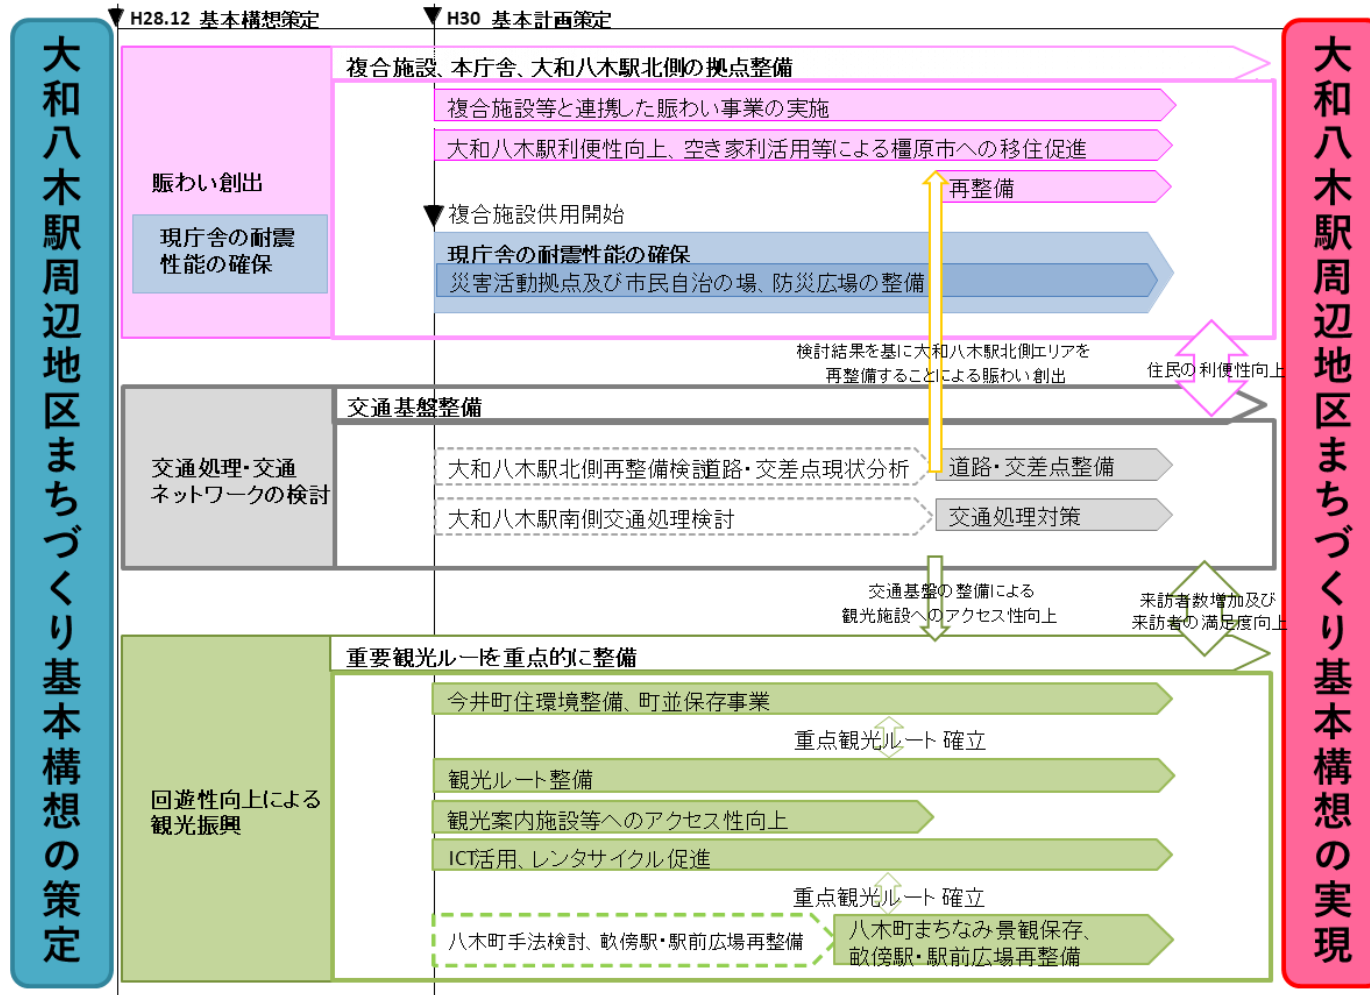 H28.12 基本構想策定
H30 基本計画策定
大和八木駅周辺地区まちづくり基本構想の策定
賑わい創出
現庁舎の耐震
性能の確保
複合施設、本庁舎、大和八木駅北側の拠点整備
複合施設等と連携した賑わい事業の実施
大和八木駅利便性向上、空き家利活用等による橿原市への移住促進
再整備
複合施設供用開始
現庁舎の耐震性能の確保
災害活動拠点及び市民自治の場、防災広場の整備
検討結果を基に大和八木駅北側エリアを
再整備することによる賑わい創出
住民の利便性向上
交通処理・交通
ネットワークの検討
交通基盤整備
大和八木駅北側再整備検討道路・交差点現状分析
道路・交差点整備
大和八木駅南側交通処理検討
交通処理対策
交通基盤の整備による
観光施設へのアクセス性向上
来訪者数増加及び
来訪者の満足度向上
回遊性向上による
観光振興
重要観光ルートを重点的に整備
今井町住環境整備、町並保存事業
重点観光ルート確立
観光ルート整備
観光案内施設等へのアクセス性向上
ICT活用、レンタサイクル促進
重点観光ルート確立
八木町手法検討、畝傍駅・駅前広場再整備
八木町まちなみ景観保存、
畝傍駅・駅前広場再整備
大和八木駅周辺地区まちづくり基本構想の実現